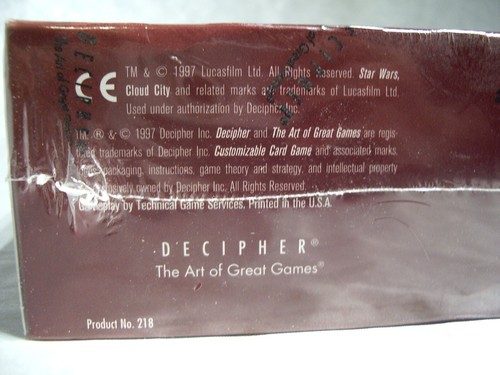 CE TM & © 1997 Lucasfilm Ltd. All Rights Reserved. Star Wars,
Cloud City and related marks are trademarks of Lucasfilm Ltd.
Used under authorization by Decipher Inc.
TM, ® & © 1997 Decipher Inc. Decipher and The Art of Great Games are regis-
trademarks of Decipher Inc. Customizable Card Game and associated marks,
packaging, instructions, game theory and strategy, and intellectual property
owned by Decipher Inc. All Rights Reserved.
by Technical Game Services. Printed in the U.S.A.
DECIPHER®
The Art of Great Games®
Product No. 218